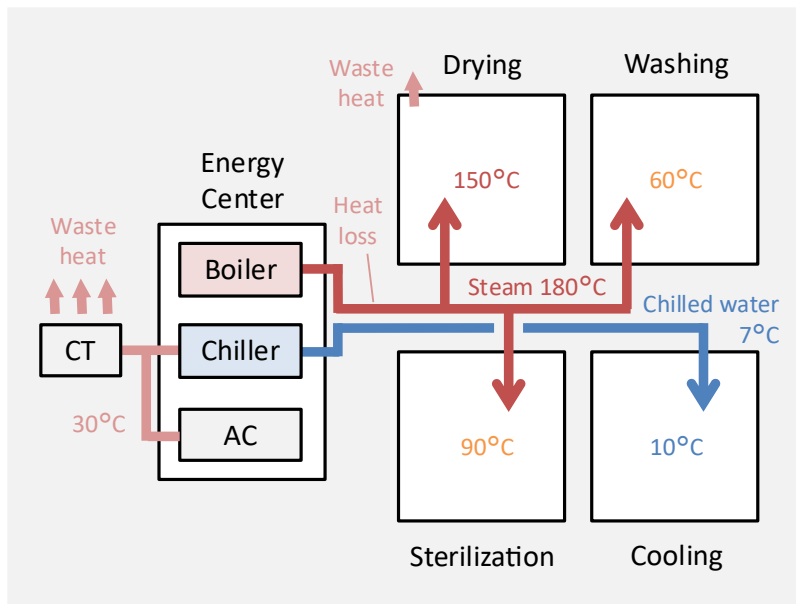 Waste
heat
Drying
Washing
Energy
Center
150°C
60°C
Waste
heat
Heat
loss
Boiler
Steam 180°C
Chilled water
7°C
CT
Chiller
30°C
AC
90°C
10°C
Sterilization
Cooling